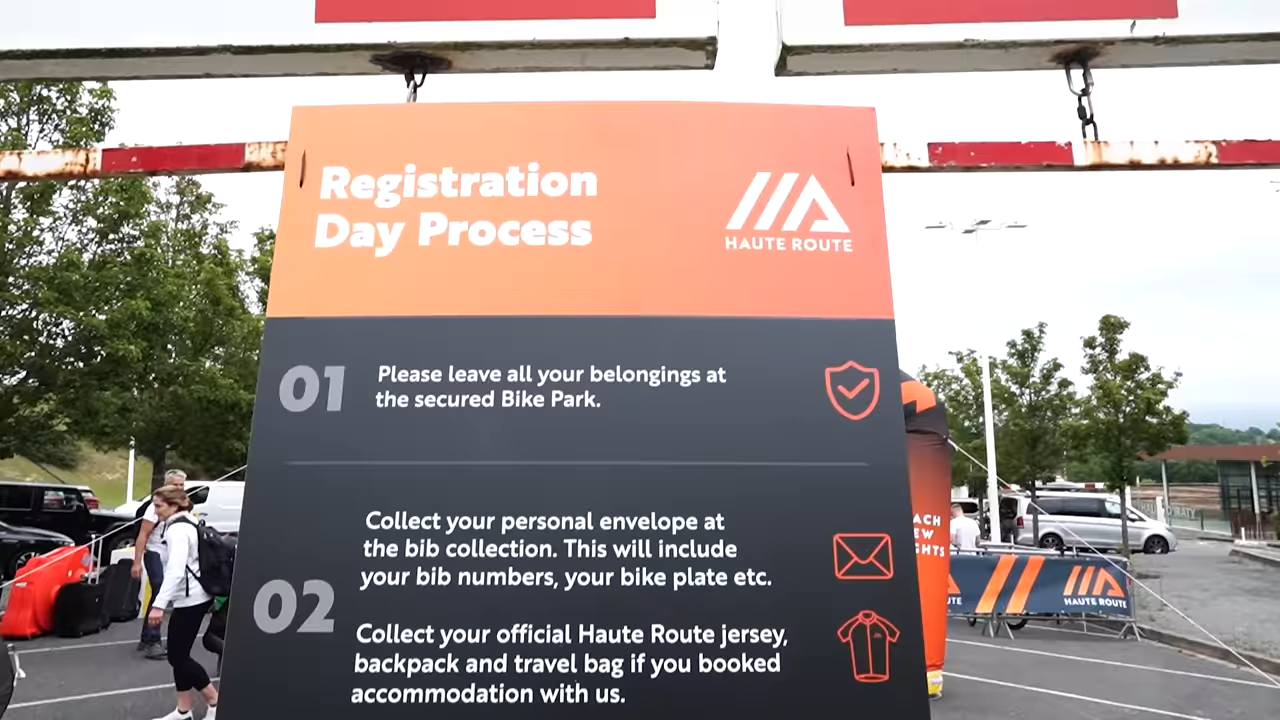 Registration
Day Process
HAUTE ROUTE
01
Please leave all your belongings at
the secured Bike Park.
02
Collect your personal envelope at
the bib collection. This will include
your bib numbers, your bike plate etc.
Collect your official Haute Route jersey,
backpack and travel bag if you booked
accommodation with us.
HAUTE ROUTE